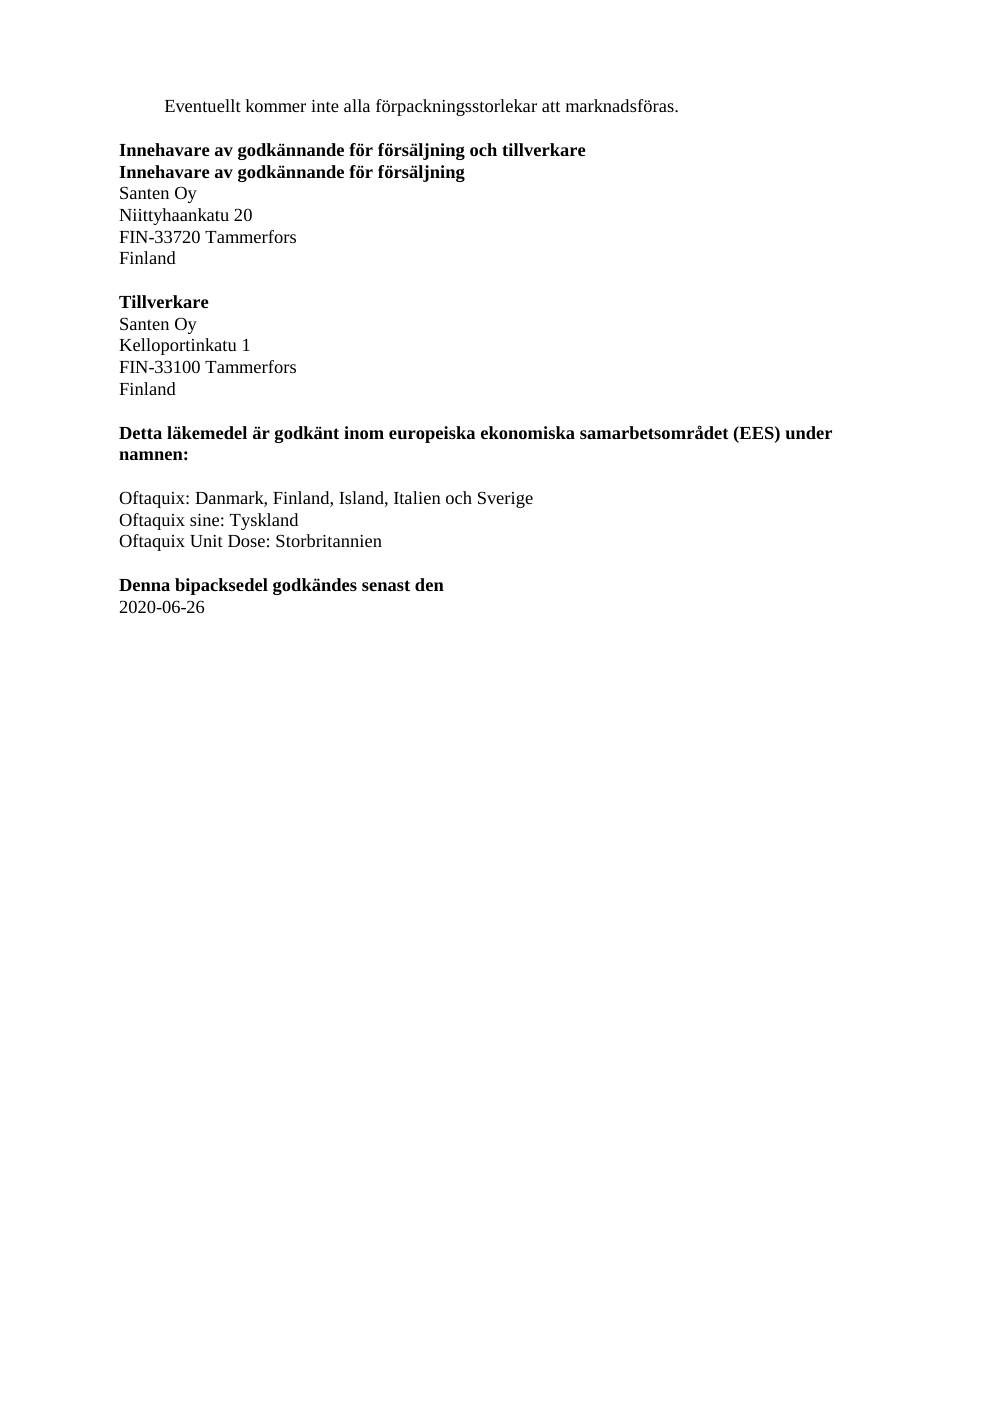 Eventuellt kommer inte alla förpackningsstorlekar att marknadsföras.
Innehavare av godkännande för försäljning och tillverkare
Innehavare av godkännande för försäljning
Santen Oy
Niittyhaankatu 20
FIN-33720 Tammerfors
Finland
Tillverkare
Santen Oy
Kelloportinkatu 1
FIN-33100 Tammerfors
Finland
Detta läkemedel är godkänt inom europeiska ekonomiska samarbetsområdet (EES) under
namnen:
Oftaquix: Danmark, Finland, Island, Italien och Sverige
Oftaquix sine: Tyskland
Oftaquix Unit Dose: Storbritannien
Denna bipacksedel godkändes senast den
2020-06-26